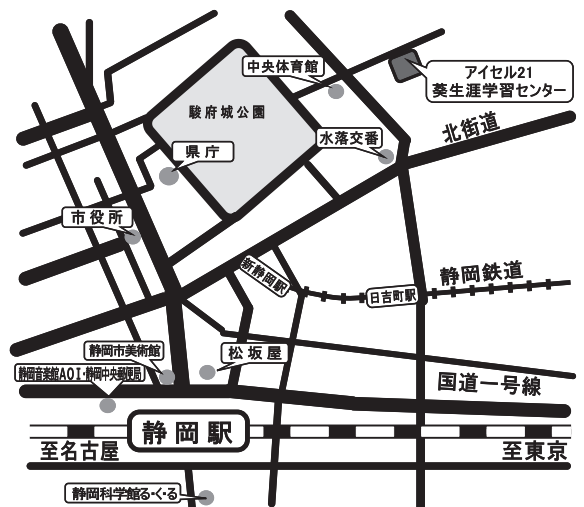 中央体育館
アイセル21
葵生涯学習センター
駿府城公園
水落交番
北街道
県庁
市役所
新静岡駅
静岡鉄道
日吉町駅
静岡市美術館
松坂屋
静岡音楽館AOI・静岡中央郵便局
国道一号線
静岡駅
至名古屋
至東京
静岡科学館る・く・る